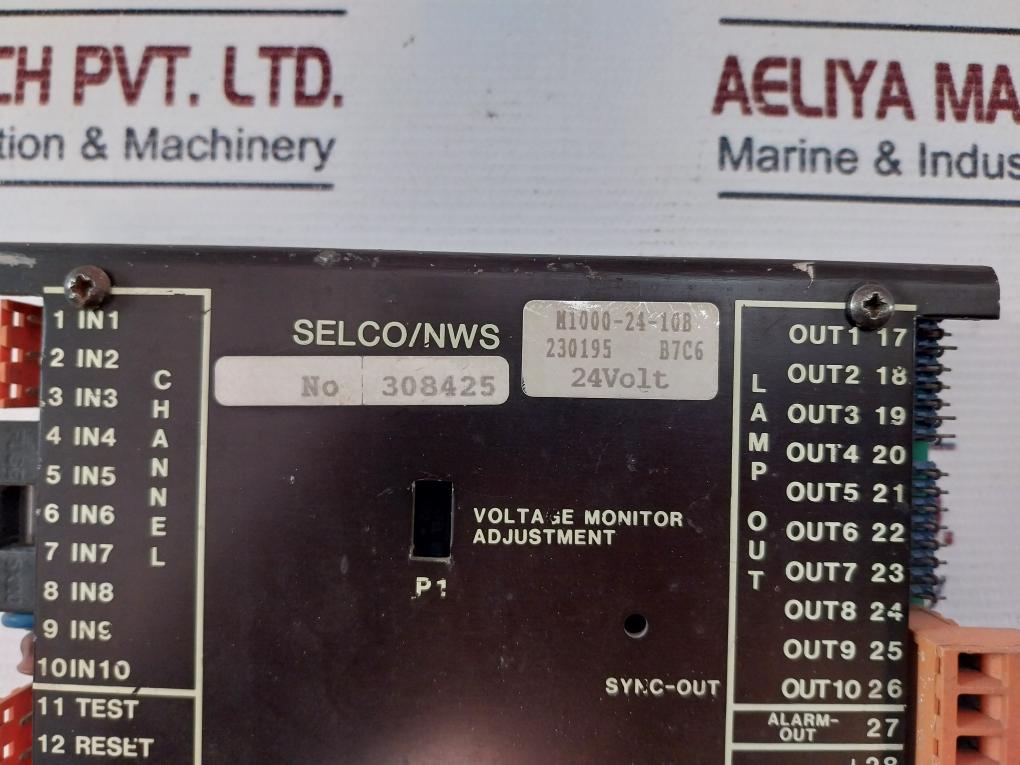 CH PVT. LTD.
tion & Machinery
AELIYA MA
Marine & Indus
1 IN1
2 IN2
3 IN3
4 IN4
5 IN5
6 IN6
7 IN7
8 IN8
9 IN9
10 IN10
CHANNEL
11 TEST
12 RESET
SELCO/NWS
No 308425
M1000-24-10B
230195 B7C6
24Volt
VOLTAGE MONITOR
ADJUSTMENT
P1
SYNC-OUT
LAMP OUT
OUT1 17
OUT2 18
OUT3 19
OUT4 20
OUT5 21
OUT6 22
OUT7 23
OUT8 24
OUT9 25
OUT10 26
ALARM-
OUT 27
+28